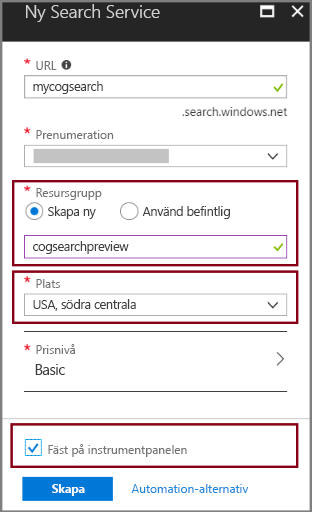 Ny Search Service
* URL
mycogsearch
.search.windows.net
* Prenumeration
* Resursgrupp
Skapa ny Använd befintlig
cogsearchpreview
* Plats
USA, södra centrala
* Prisnivå
Basic
Fäst på instrumentpanelen
Skapa Automation-alternativ